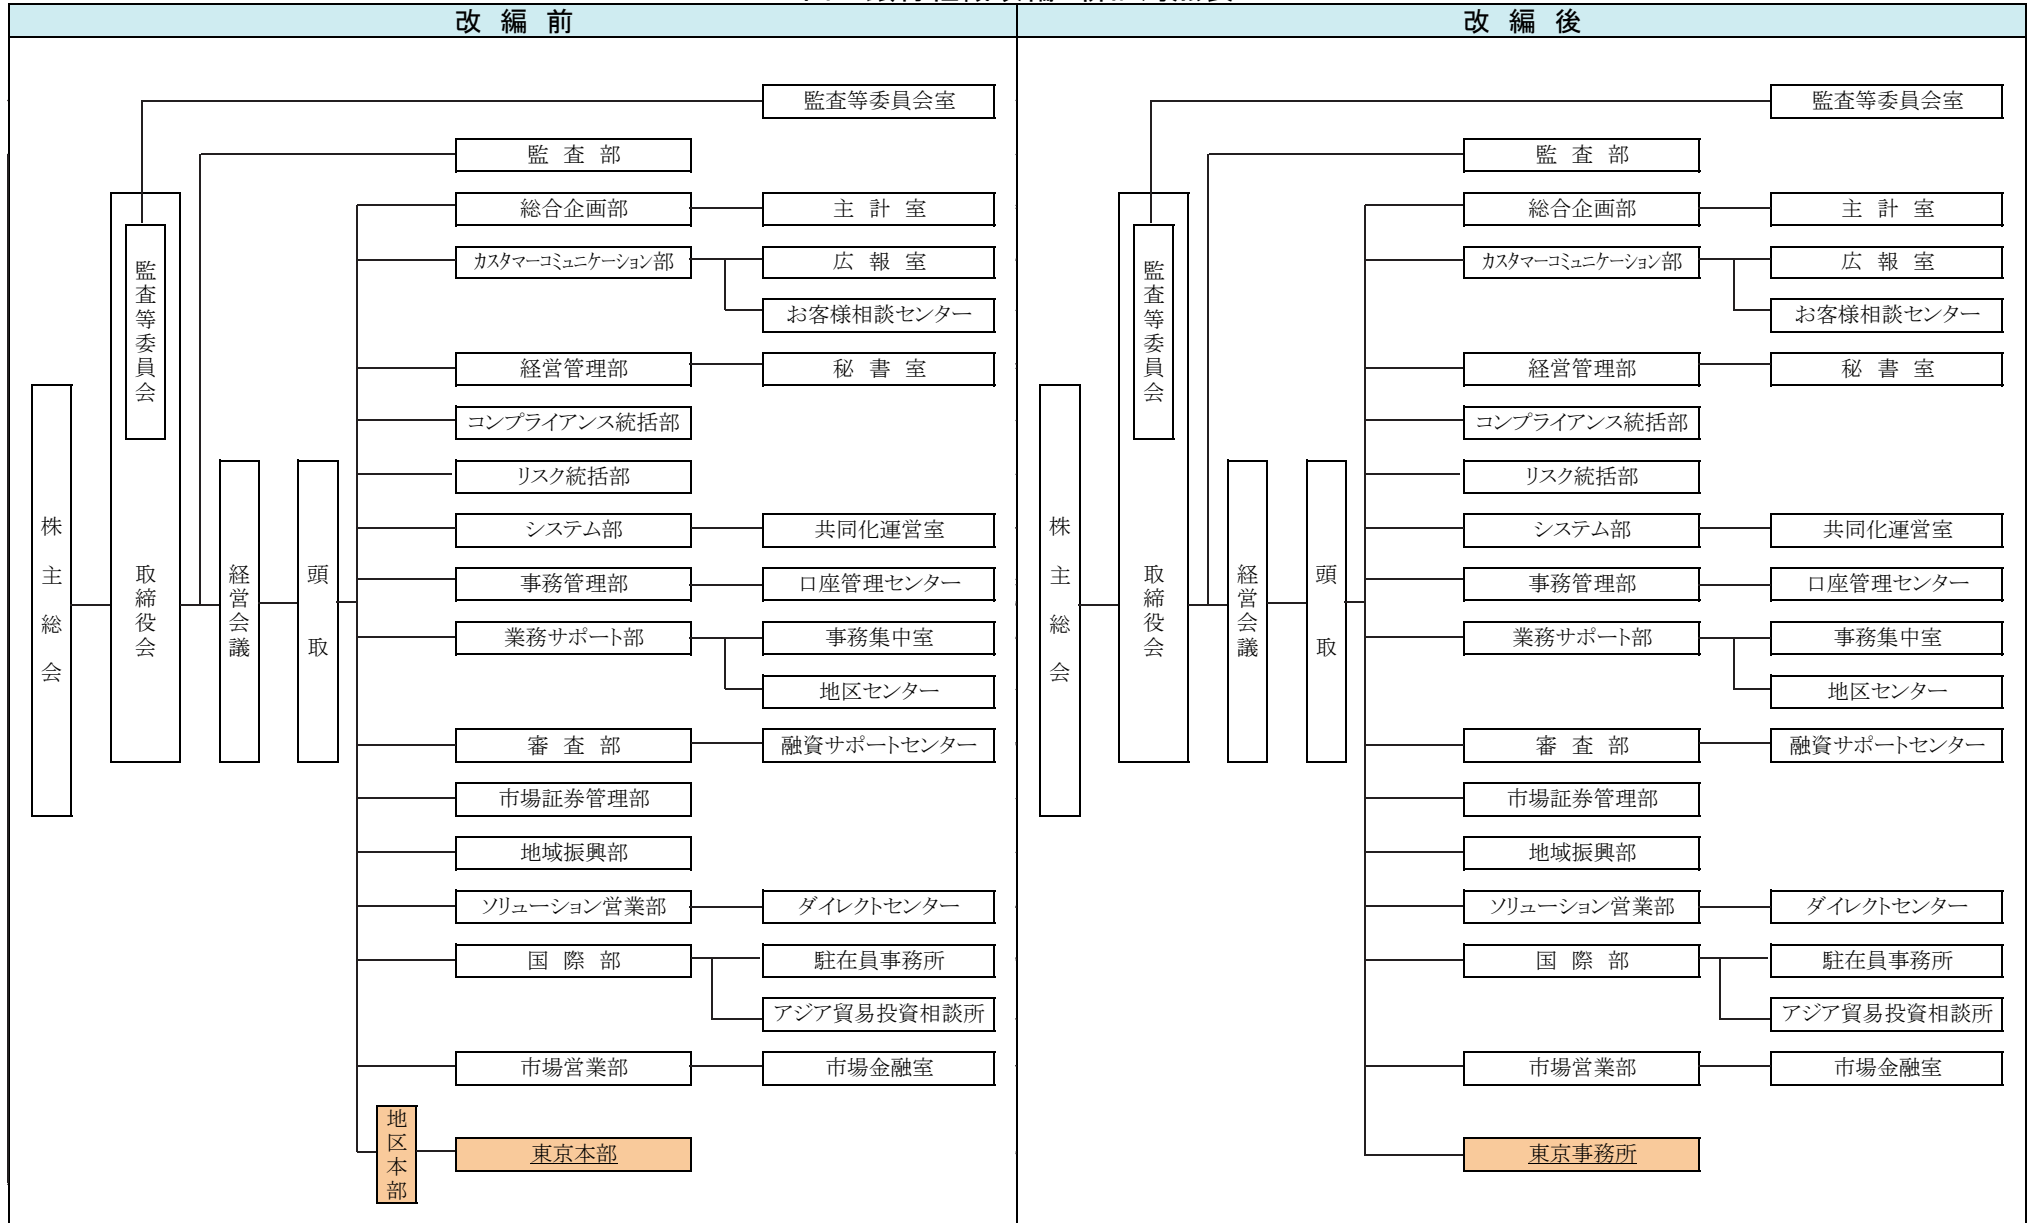 改編前
改編後
監査等委員会室
監査部
総合企画部
主計室
カスタマーコミュニケーション部
広報室
お客様相談センター
経営管理部
秘書室
コンプライアンス統括部
リスク統括部
システム部
共同化運営室
事務管理部
口座管理センター
業務サポート部
事務集中室
地区センター
審査部
融資サポートセンター
市場証券管理部
地域振興部
ソリューション営業部
ダイレクトセンター
国際部
駐在員事務所
アジア貿易投資相談所
市場営業部
市場金融室
地区本部
東京本部
株主総会
取締役会
監査等委員会
経営会議
頭取
監査等委員会室
監査部
総合企画部
主計室
カスタマーコミュニケーション部
広報室
お客様相談センター
経営管理部
秘書室
コンプライアンス統括部
リスク統括部
システム部
共同化運営室
事務管理部
口座管理センター
業務サポート部
事務集中室
地区センター
審査部
融資サポートセンター
市場証券管理部
地域振興部
ソリューション営業部
ダイレクトセンター
国際部
駐在員事務所
アジア貿易投資相談所
市場営業部
市場金融室
東京事務所
株主総会
取締役会
監査等委員会
経営会議
頭取